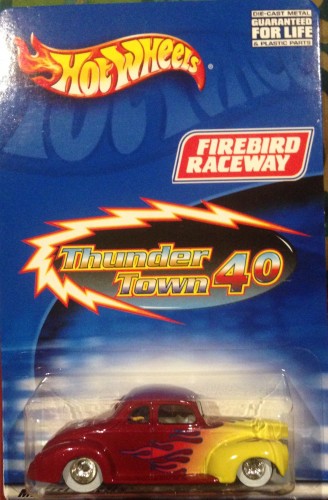 HOT WHEELS®
DIE-CAST METAL
GUARANTEED
FOR LIFE
& PLASTIC PARTS
FIREBIRD
RACEWAY
Thunder
Town 40